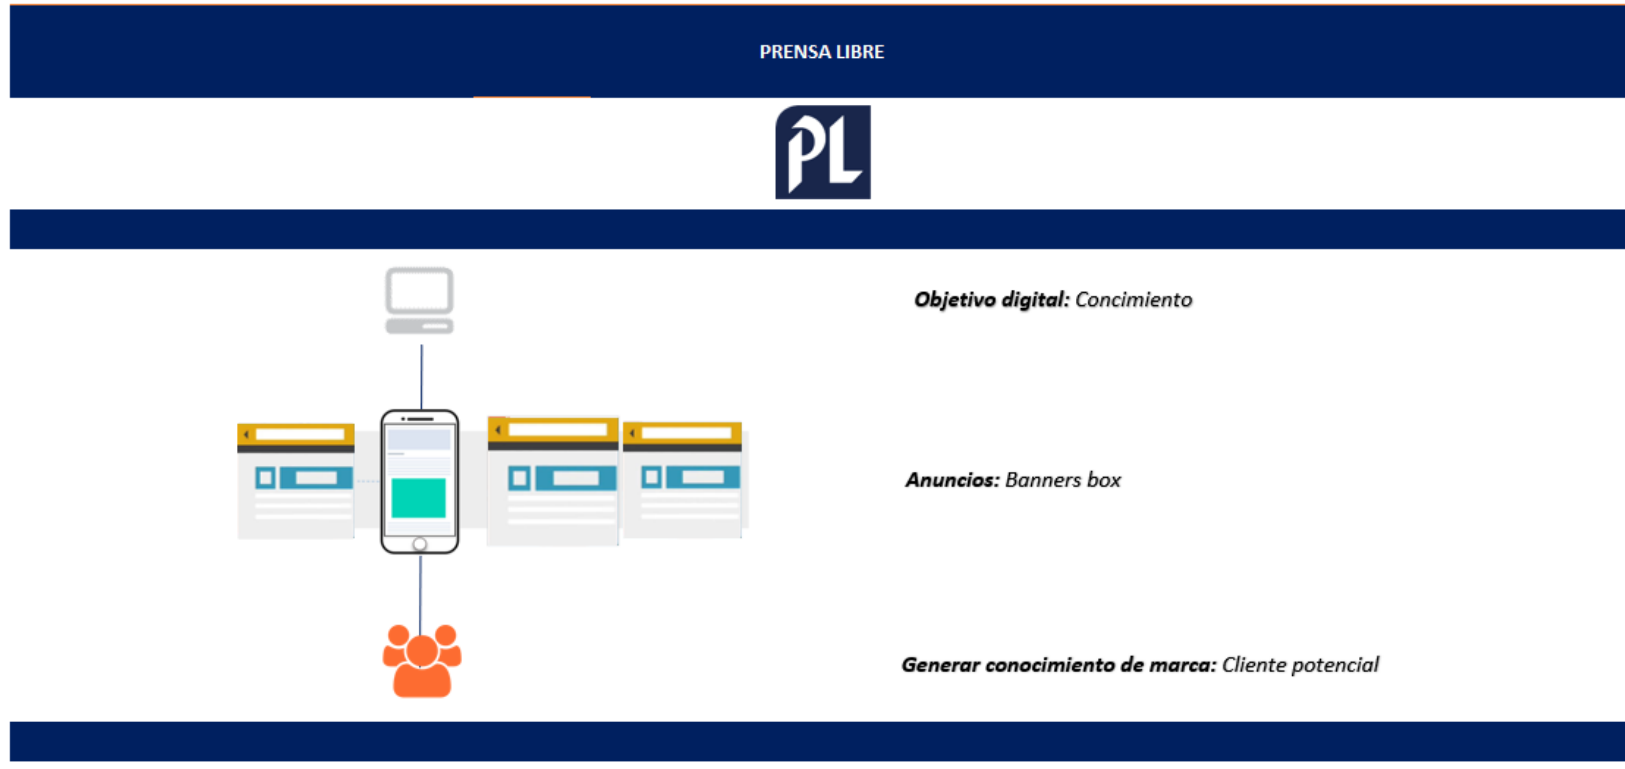 PRENSA LIBRE
PL
Objetivo digital: Concimiento
Anuncios: Banners box
Generar conocimiento de marca: Cliente potencial